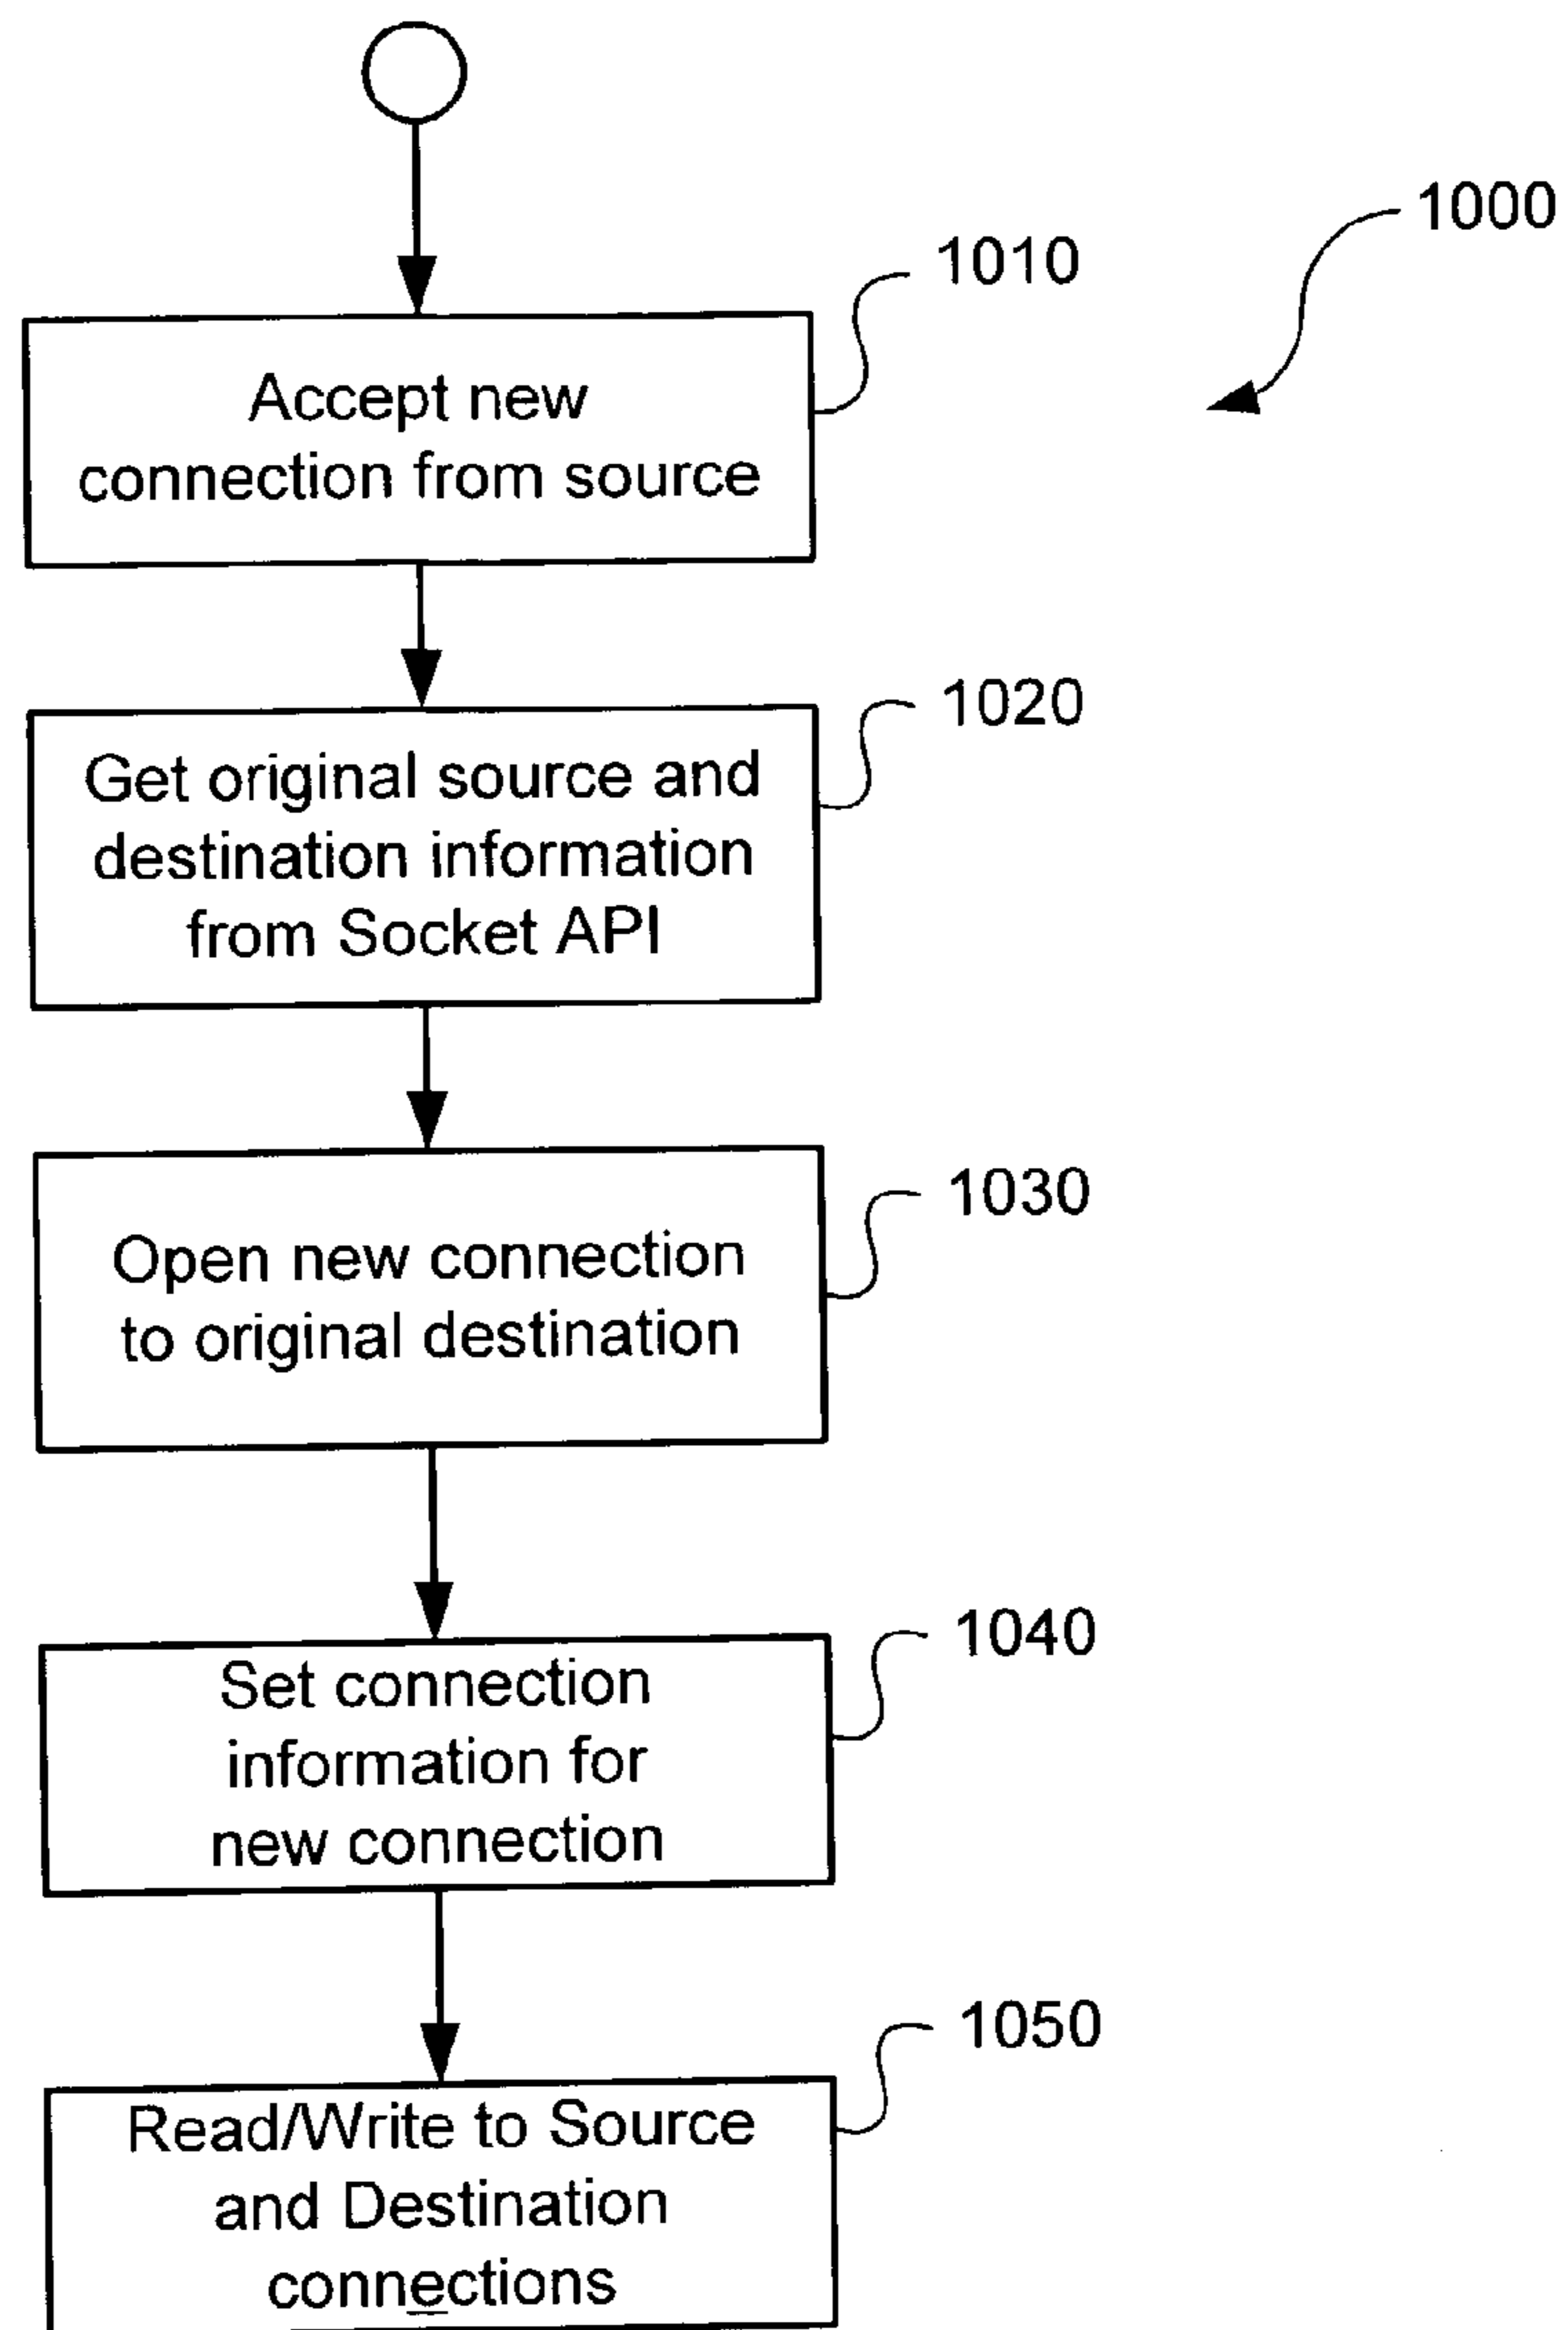 1000
1010
Accept new
connection from source
1020
Get original source and
destination information
from Socket API
1030
Open new connection
to original destination
1040
Set connection
information for
new connection
1050
Read/Write to Source
and Destination
connections